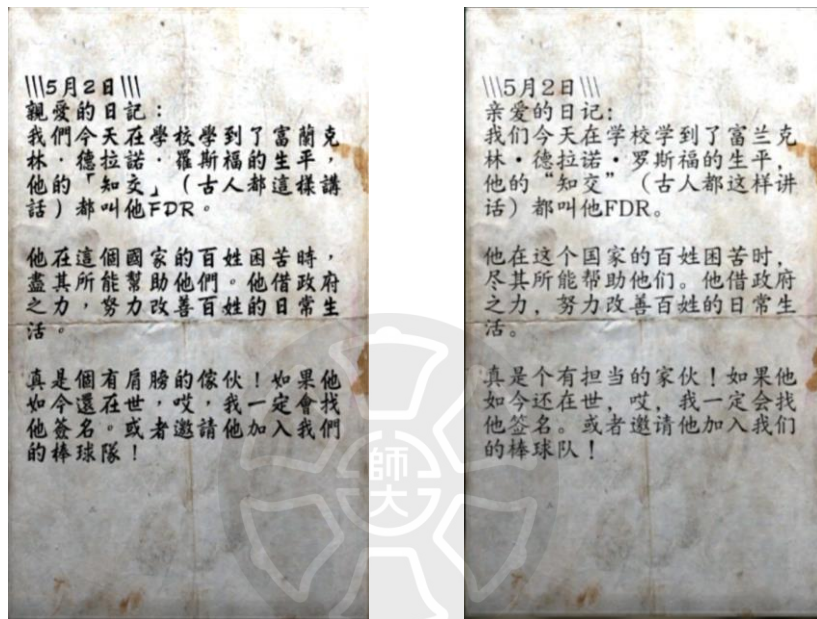 \\\5月2日\\\
親愛的日記：
我們今天在學校學到了富蘭克
林．德拉諾．羅斯福的生平，
他的「知交」（古人都這樣講
話）都叫他FDR。
他在這個國家的百姓困苦時，
盡其所能幫助他們。他借政府
之力，努力改善百姓的日常生
活。
真是個有肩膀的傢伙！如果他
如今還在世，哎，我一定會找
他簽名。或者邀請他加入我們
的棒球隊！
\\\5月2日\\\
亲爱的日记：
我们今天在学校学到了富兰克
林·德拉诺·罗斯福的生平，
他的“知交”（古人都这样讲
话）都叫他FDR。
他在这个国家的百姓困苦时，
尽其所能帮助他们。他借政府
之力，努力改善百姓的日常生
活。
真是个有担当的家伙！如果他
如今还在世，哎，我一定会找
他签名。或者邀请他加入我们
的棒球队！
師大